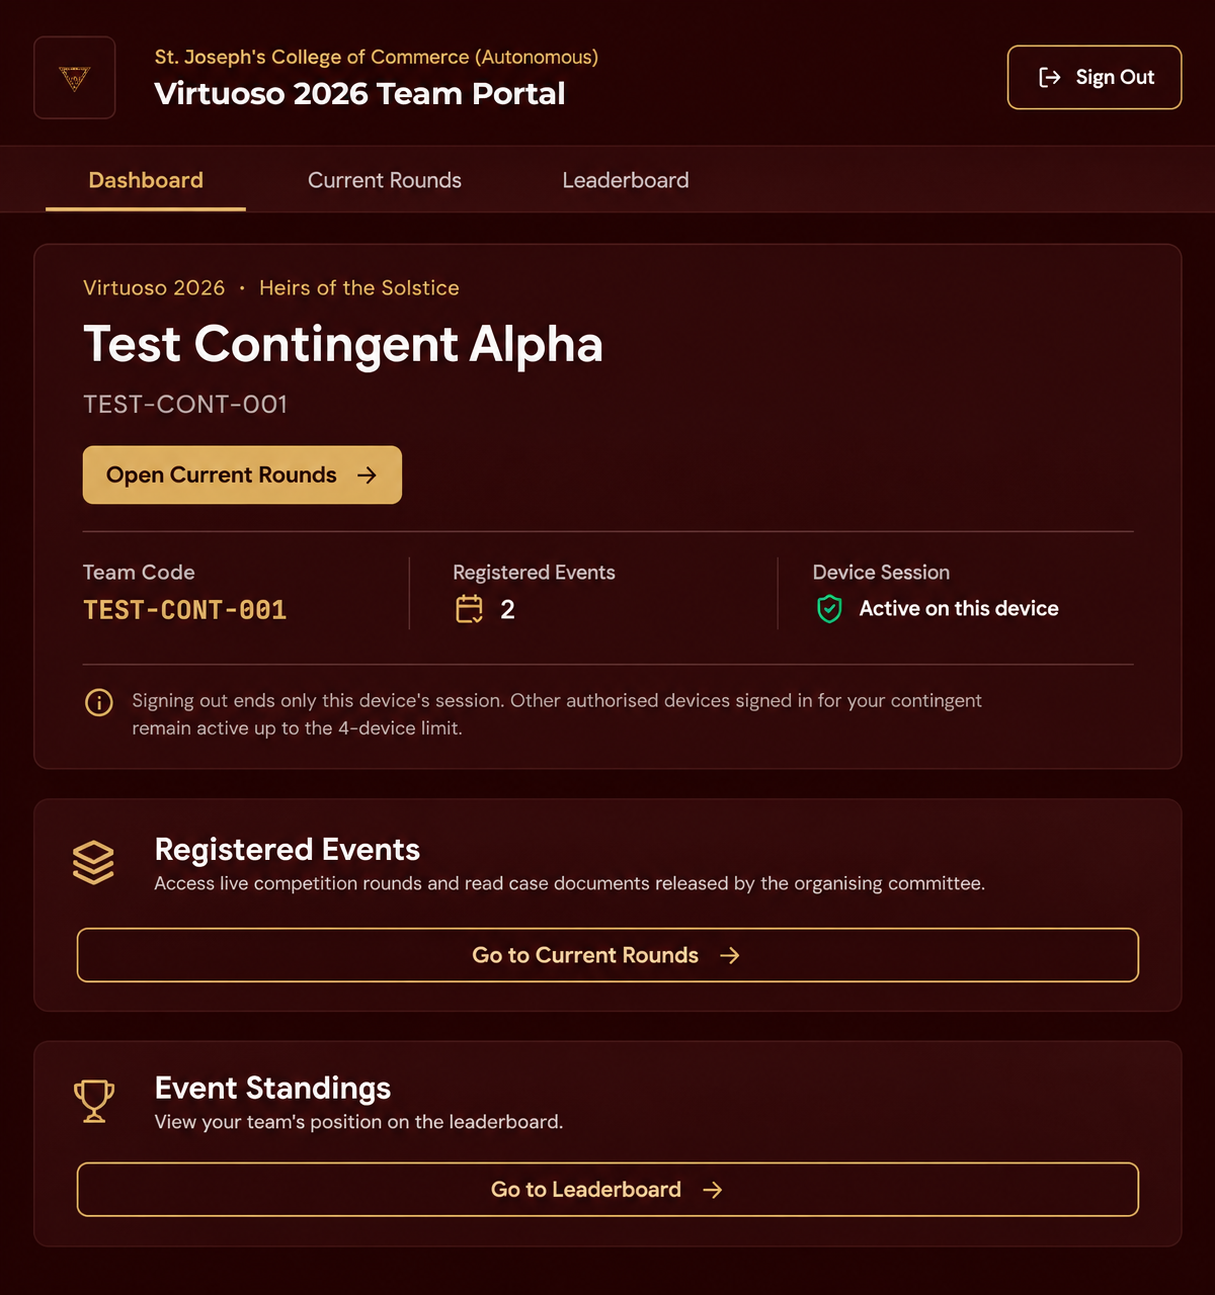 St. Joseph's College of Commerce (Autonomous)
Virtuoso 2026 Team Portal
Sign Out
Dashboard
Current Rounds
Leaderboard
Virtuoso 2026 • Heirs of the Solstice
Test Contingent Alpha
TEST-CONT-001
Open Current Rounds →
Team Code
TEST-CONT-001
Registered Events
2
Device Session
Active on this device
Signing out ends only this device's session. Other authorised devices signed in for your contingent
remain active up to the 4-device limit.
Registered Events
Access live competition rounds and read case documents released by the organising committee.
Go to Current Rounds →
Event Standings
View your team's position on the leaderboard.
Go to Leaderboard →